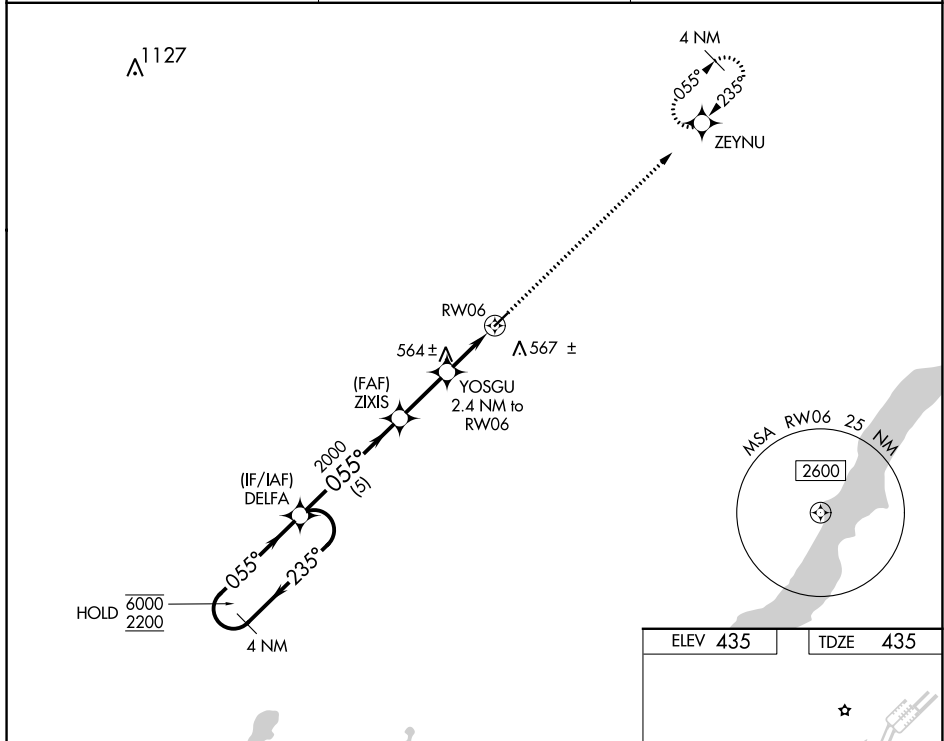 1127
4 NM
055°
235°
ZEYNU
RW06
564 ±
567 ±
(FAF)
ZIXIS
YOSGU
2.4 NM to
RW06
2000
055°
(5)
(IF/IAF)
DELFA
055°
235°
HOLD 6000
2200
4 NM
MSA RW06 25 NM
2600
ELEV 435
TDZE 435